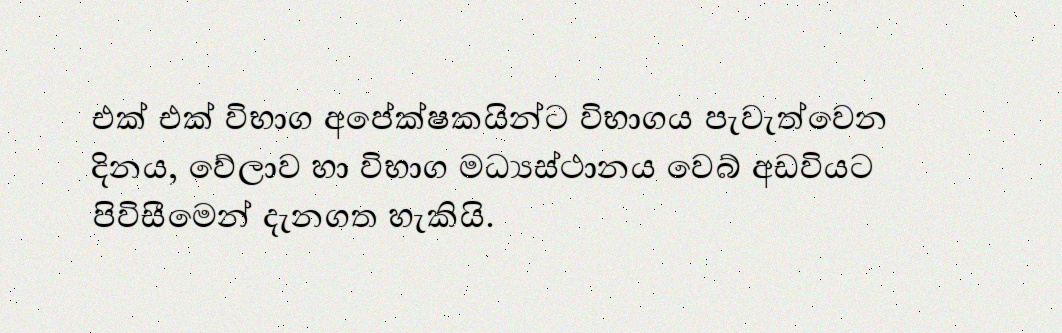 එක් එක් විභාග අපේක්ෂකයින්ට විභාගය පැවැත්වෙන
දිනය, වේලාව හා විභාග මධ්‍යස්ථානය වෙබ් අඩවියට
පිවිසීමෙන් දැනගත හැකියි.